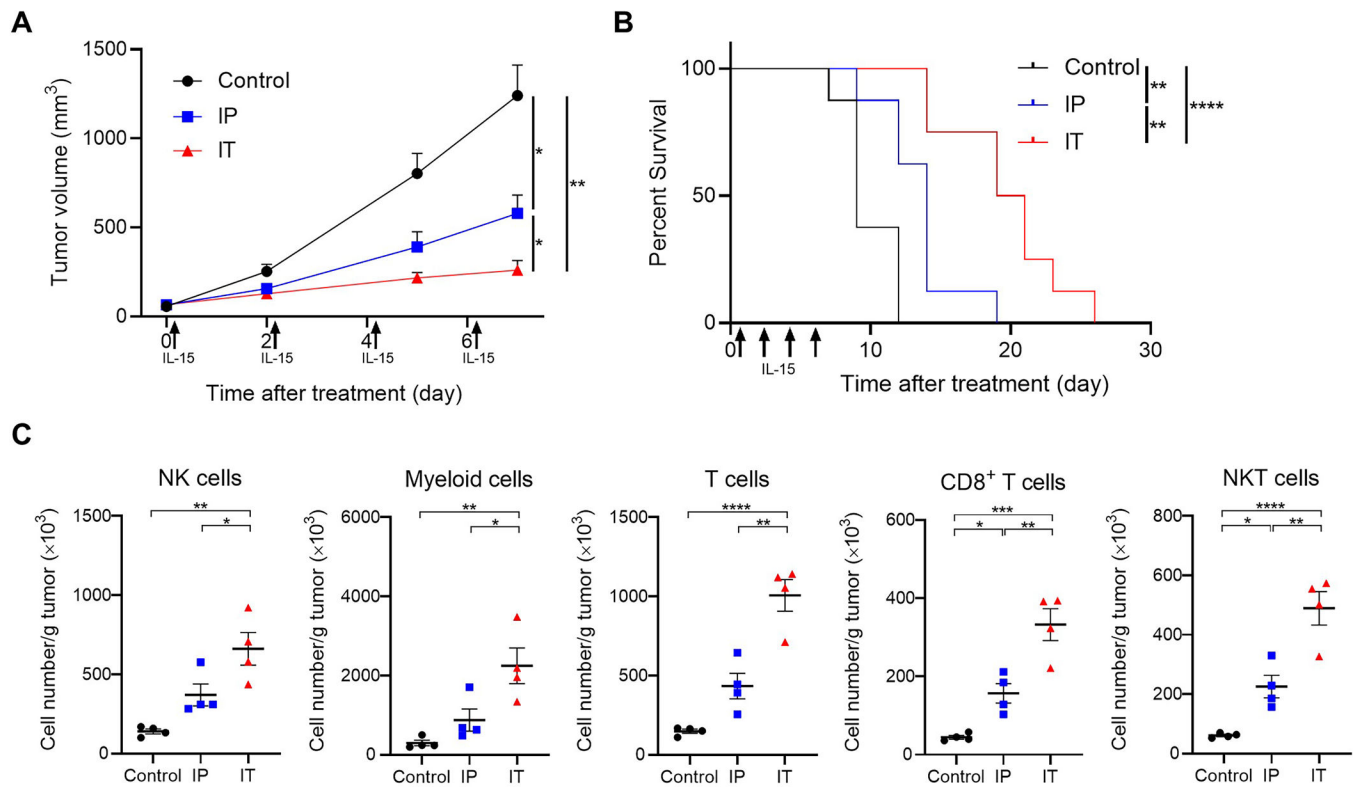 A
1500
1000
500
0
Tumor volume (mm3)
Control
IP
IT
*
*
**
0 2 4 6
IL-15 IL-15 IL-15 IL-15
Time after treatment (day)
B
100
50
0
Percent Survival
Control
IP
IT
**
**
****
0 10 20 30
IL-15
Time after treatment (day)
C
NK cells
**
*
1500
1000
500
0
Cell number/g tumor (×103)
Control IP IT
Myeloid cells
**
*
6000
4000
2000
0
Cell number/g tumor (×103)
Control IP IT
T cells
****
**
1500
1000
500
0
Cell number/g tumor (×103)
Control IP IT
CD8+ T cells
***
* **
600
400
200
0
Cell number/g tumor (×103)
Control IP IT
NKT cells
****
* **
800
600
400
200
0
Cell number/g tumor (×103)
Control IP IT